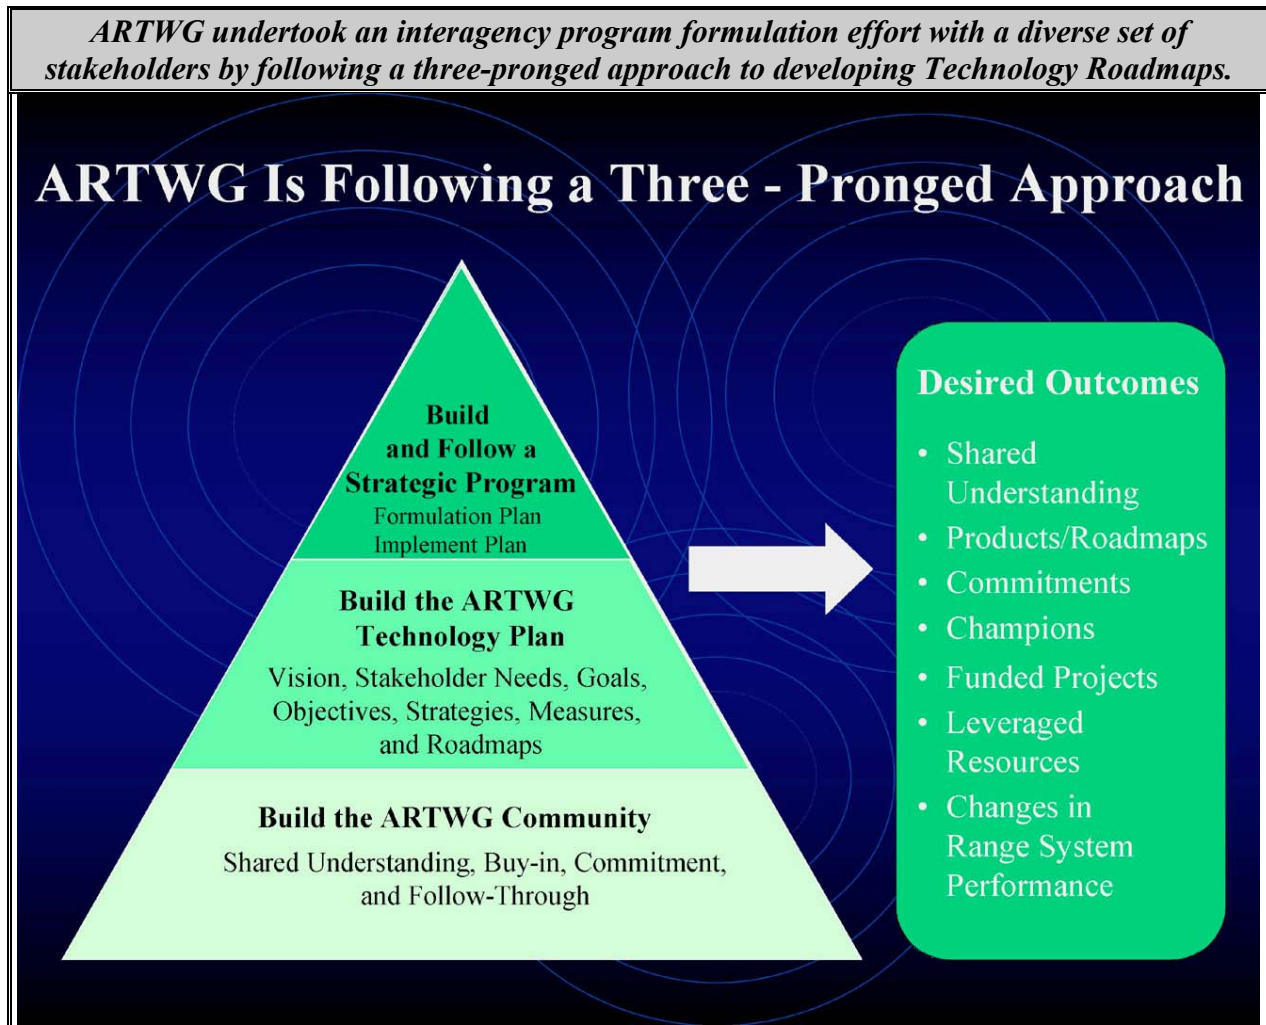 ARTWG undertook an interagency program formulation effort with a diverse set of
stakeholders by following a three-pronged approach to developing Technology Roadmaps.
ARTWG Is Following a Three - Pronged Approach
Build
and Follow a
Strategic Program
Formulation Plan
Implement Plan
Build the ARTWG
Technology Plan
Vision, Stakeholder Needs, Goals,
Objectives, Strategies, Measures,
and Roadmaps
Build the ARTWG Community
Shared Understanding, Buy-in, Commitment,
and Follow-Through
Desired Outcomes
• Shared
Understanding
• Products/Roadmaps
• Commitments
• Champions
• Funded Projects
• Leveraged
Resources
• Changes in
Range System
Performance